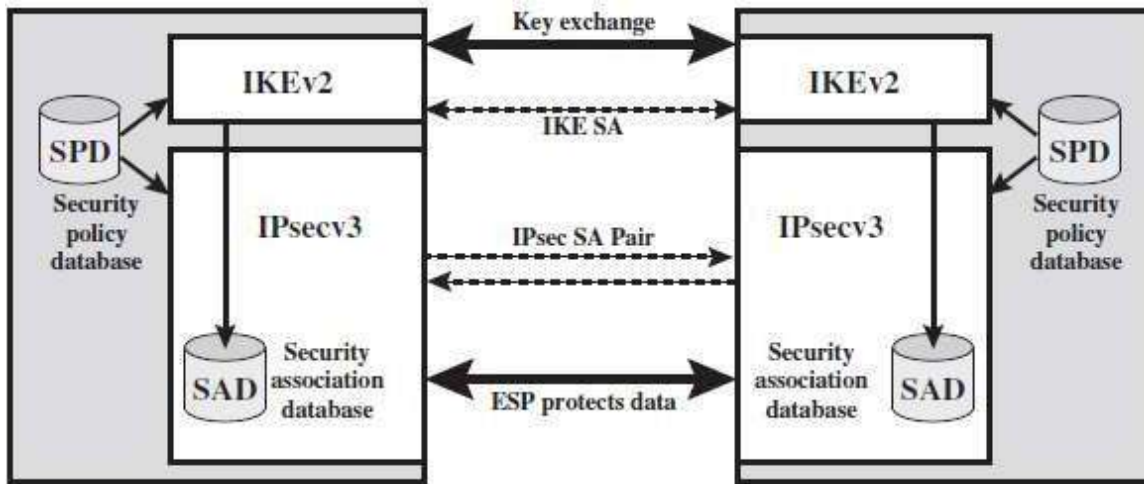 Key exchange
IKEv2
IKEv2
IKE SA
SPD
SPD
Security
policy
database
Security
policy
database
IPsecv3
IPsecv3
IPsec SA Pair
SAD
Security
association
database
Security
association
database
SAD
ESP protects data